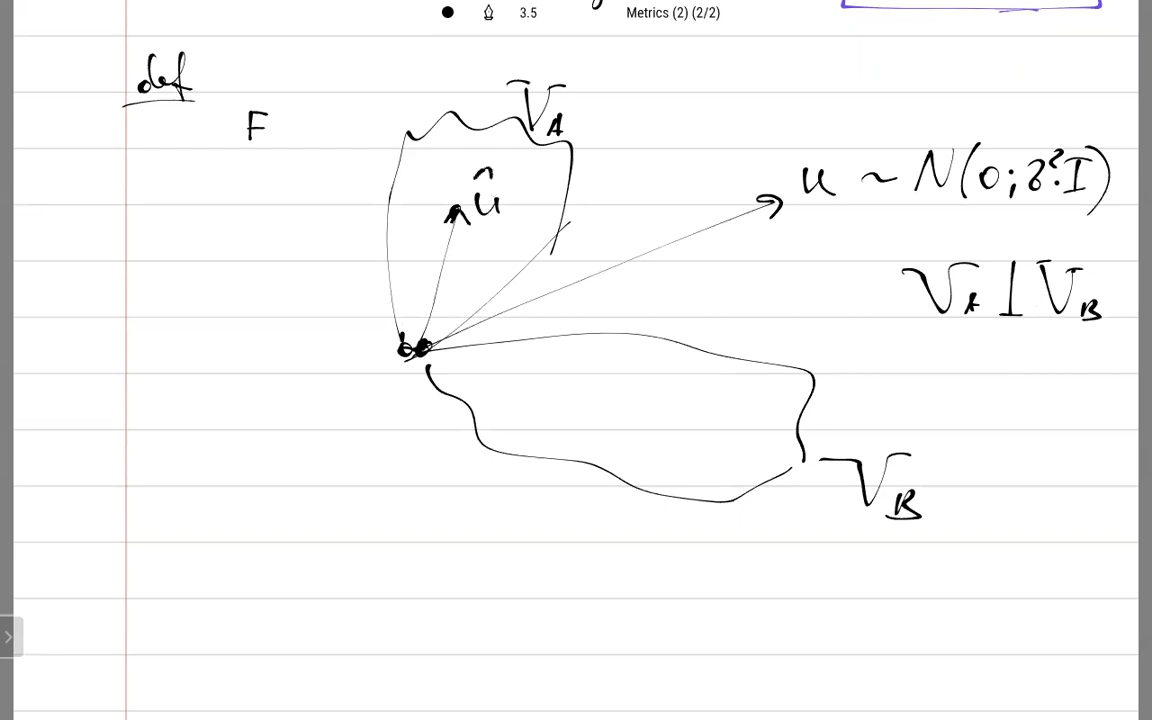 3.5 Metrics (2) (2/2)
def
V_A
F
û
u ~ N(0; σ²·I)
V_A ⊥ V_B
V_B